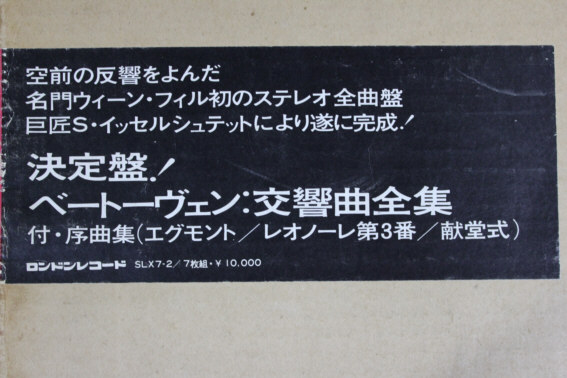 空前の反響をよんだ
名門ウィーン・フィル初のステレオ全曲盤
巨匠S・イッセルシュテットにより遂に完成!
決定盤!
ベートーヴェン:交響曲全集
付・序曲集(エグモント/レオノーレ第3番/献堂式)
ロンドンレコード SLX7・2/7枚組・¥10,000